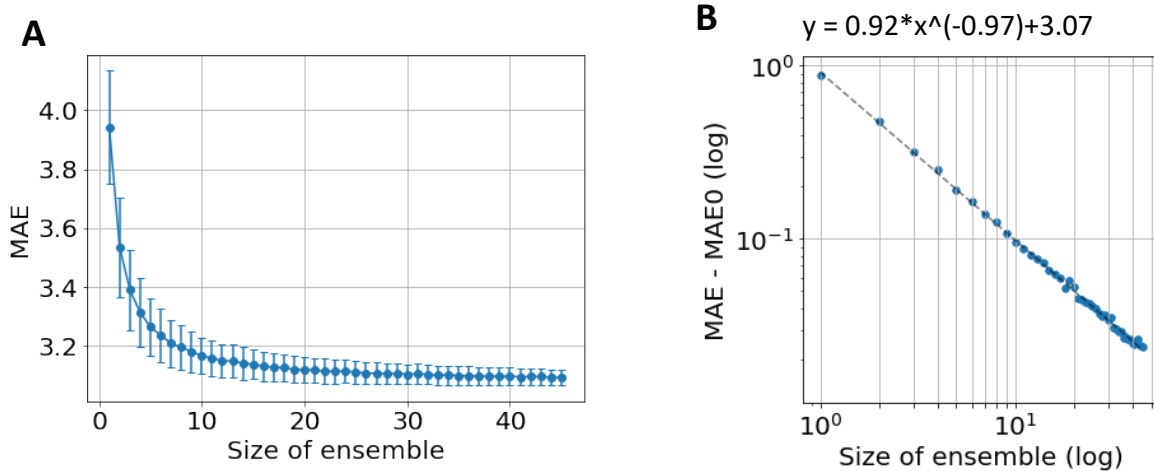 A
MAE
4.0
3.8
3.6
3.4
3.2
0 10 20 30 40
Size of ensemble
B
y = 0.92*x^(-0.97)+3.07
MAE - MAE0 (log)
10^0
10^-1
10^0 10^1
Size of ensemble (log)